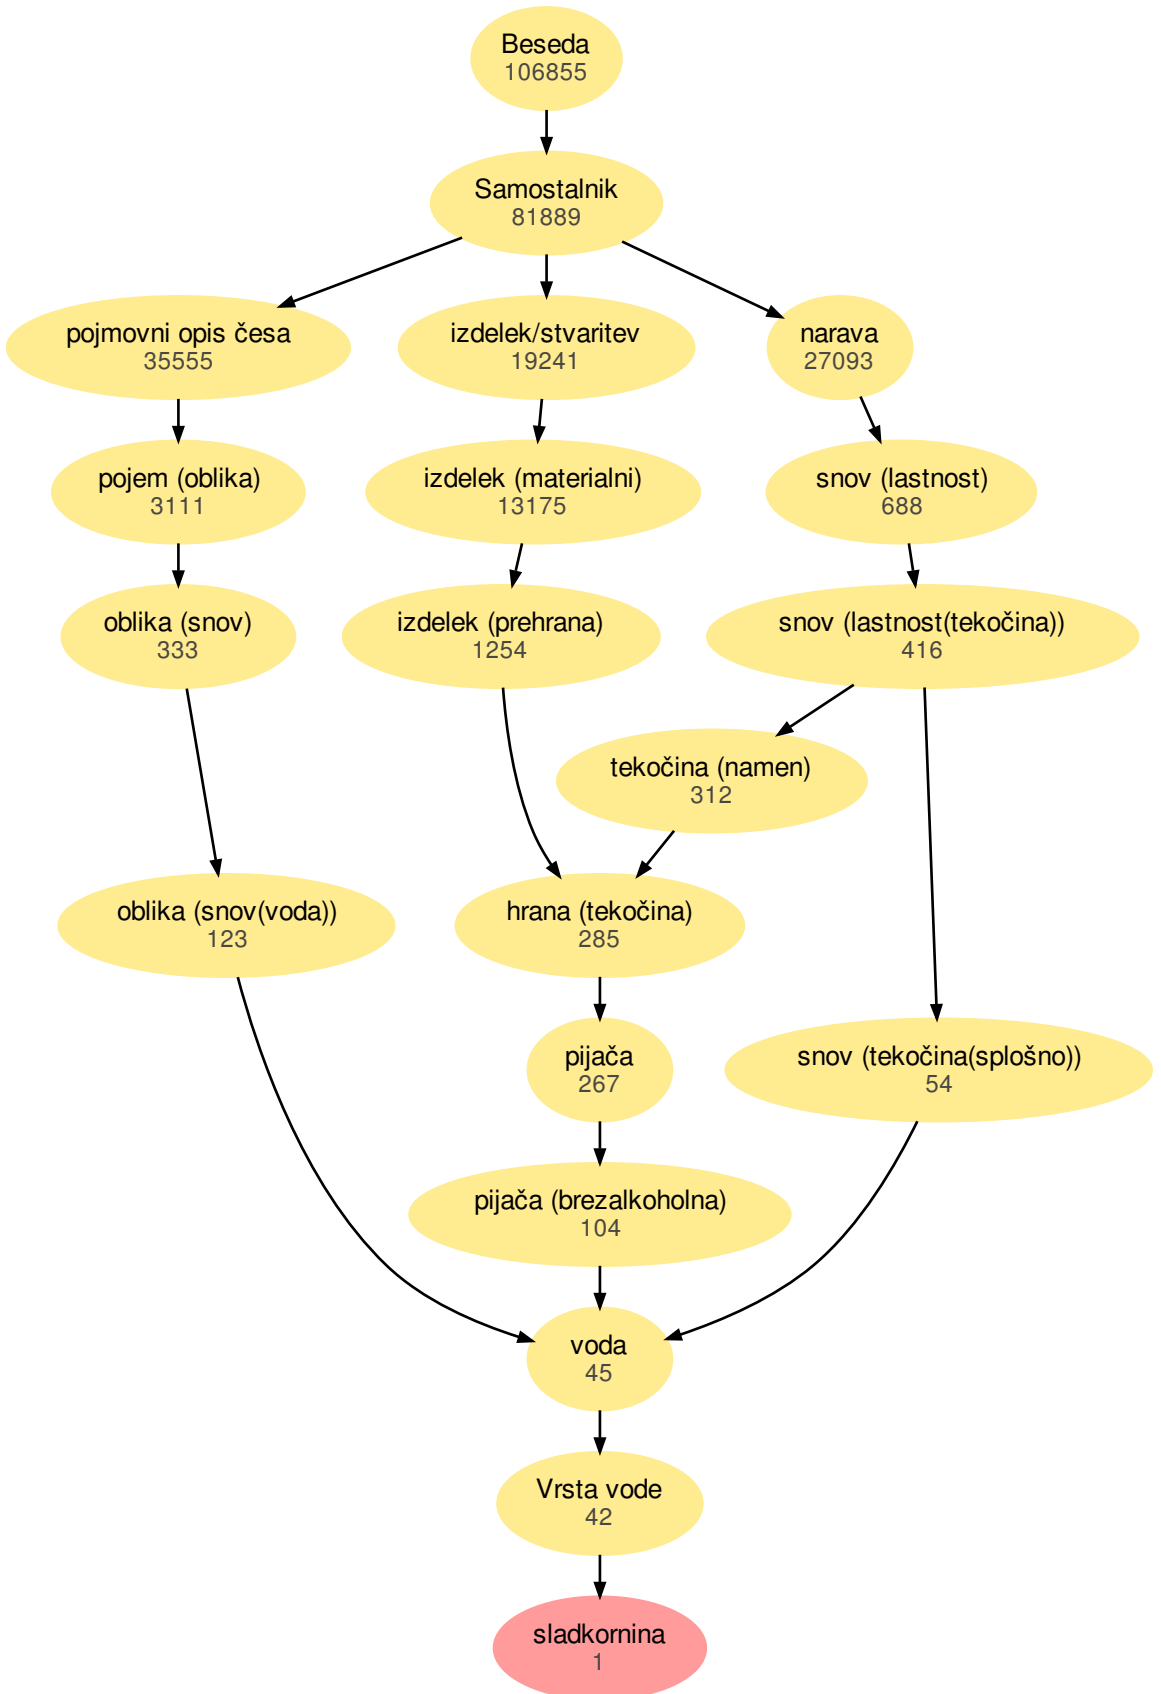 Beseda
106855
Samostalnik
81889
pojmovni opis česa
35555
izdelek/stvaritev
19241
narava
27093
pojem (oblika)
3111
izdelek (materialni)
13175
snov (lastnost)
688
oblika (snov)
333
izdelek (prehrana)
1254
snov (lastnost(tekočina))
416
tekočina (namen)
312
oblika (snov(voda))
123
hrana (tekočina)
285
pijača
267
snov (tekočina(splošno))
54
pijača (brezalkoholna)
104
voda
45
Vrsta vode
42
sladkornina
1